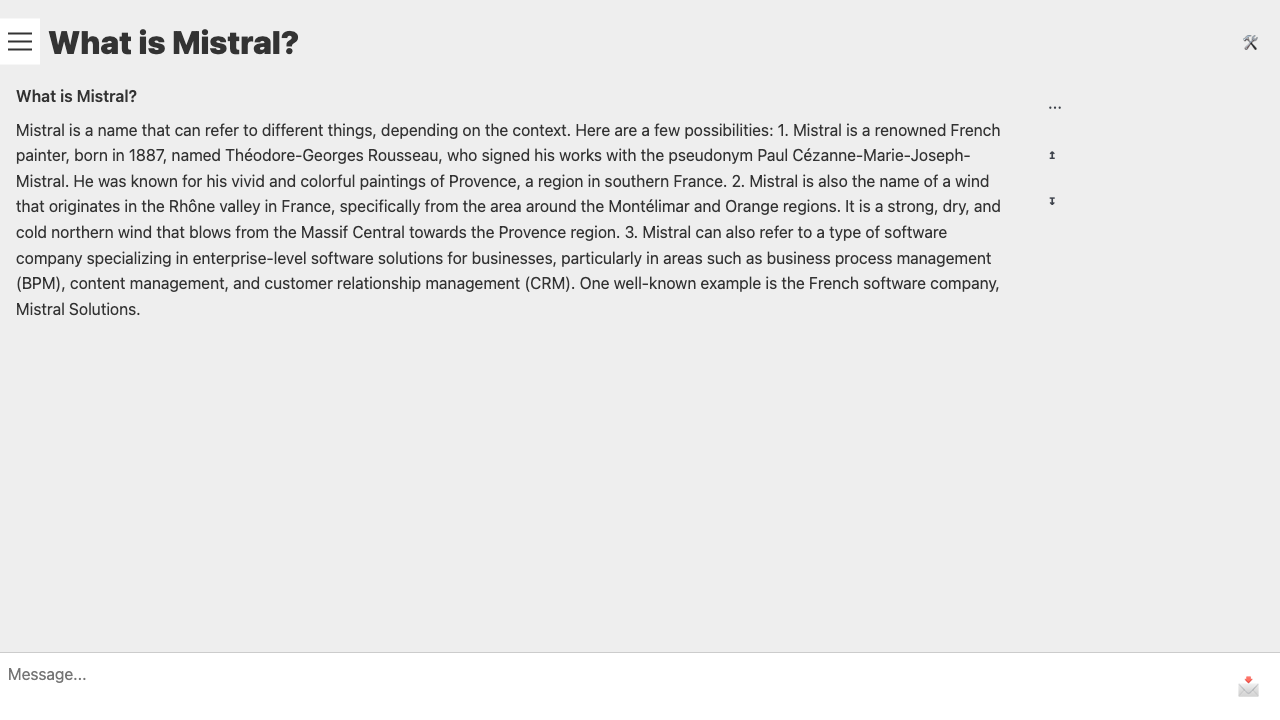 What is Mistral?
What is Mistral?
...
Mistral is a name that can refer to different things, depending on the context. Here are a few possibilities: 1. Mistral is a renowned French
painter, born in 1887, named Théodore-Georges Rousseau, who signed his works with the pseudonym Paul Cézanne-Marie-Joseph-
Mistral. He was known for his vivid and colorful paintings of Provence, a region in southern France. 2. Mistral is also the name of a wind
that originates in the Rhône valley in France, specifically from the area around the Montélimar and Orange regions. It is a strong, dry, and
cold northern wind that blows from the Massif Central towards the Provence region. 3. Mistral can also refer to a type of software
company specializing in enterprise-level software solutions for businesses, particularly in areas such as business process management
(BPM), content management, and customer relationship management (CRM). One well-known example is the French software company,
Mistral Solutions.
Message...